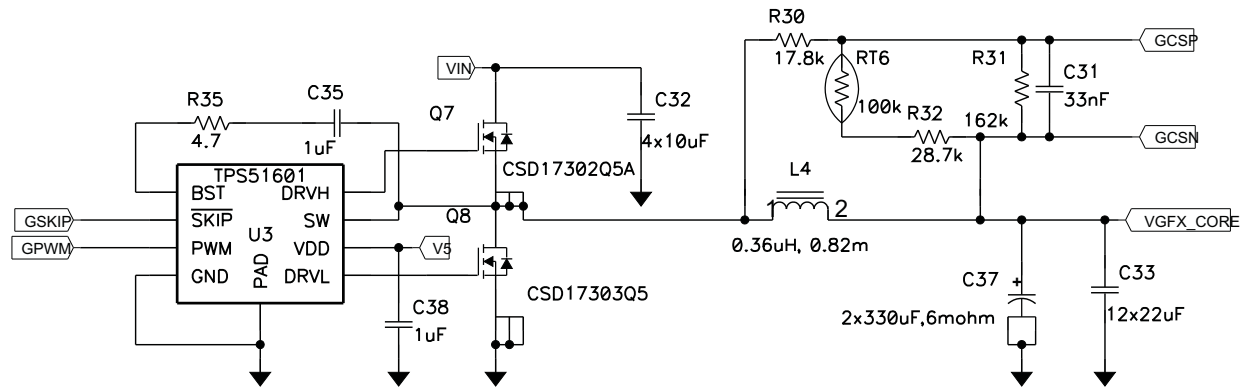 R30
17.8k
GCSP
RT6
R31
C31
33nF
100k
R32
162k
28.7k
GCSN
VIN
C32
4x10uF
Q7
C35
1uF
R35
4.7
CSD17302Q5A
TPS51601
BST
DRVH
SKIP
SW
U3
PWM
VDD
GND
PAD
DRVL
GSKIP
GPWM
V5
Q8
L4
1
2
0.36uH, 0.82m
VGFX_CORE
CSD17303Q5
C38
1uF
C37
+
2x330uF,6mohm
C33
12x22uF